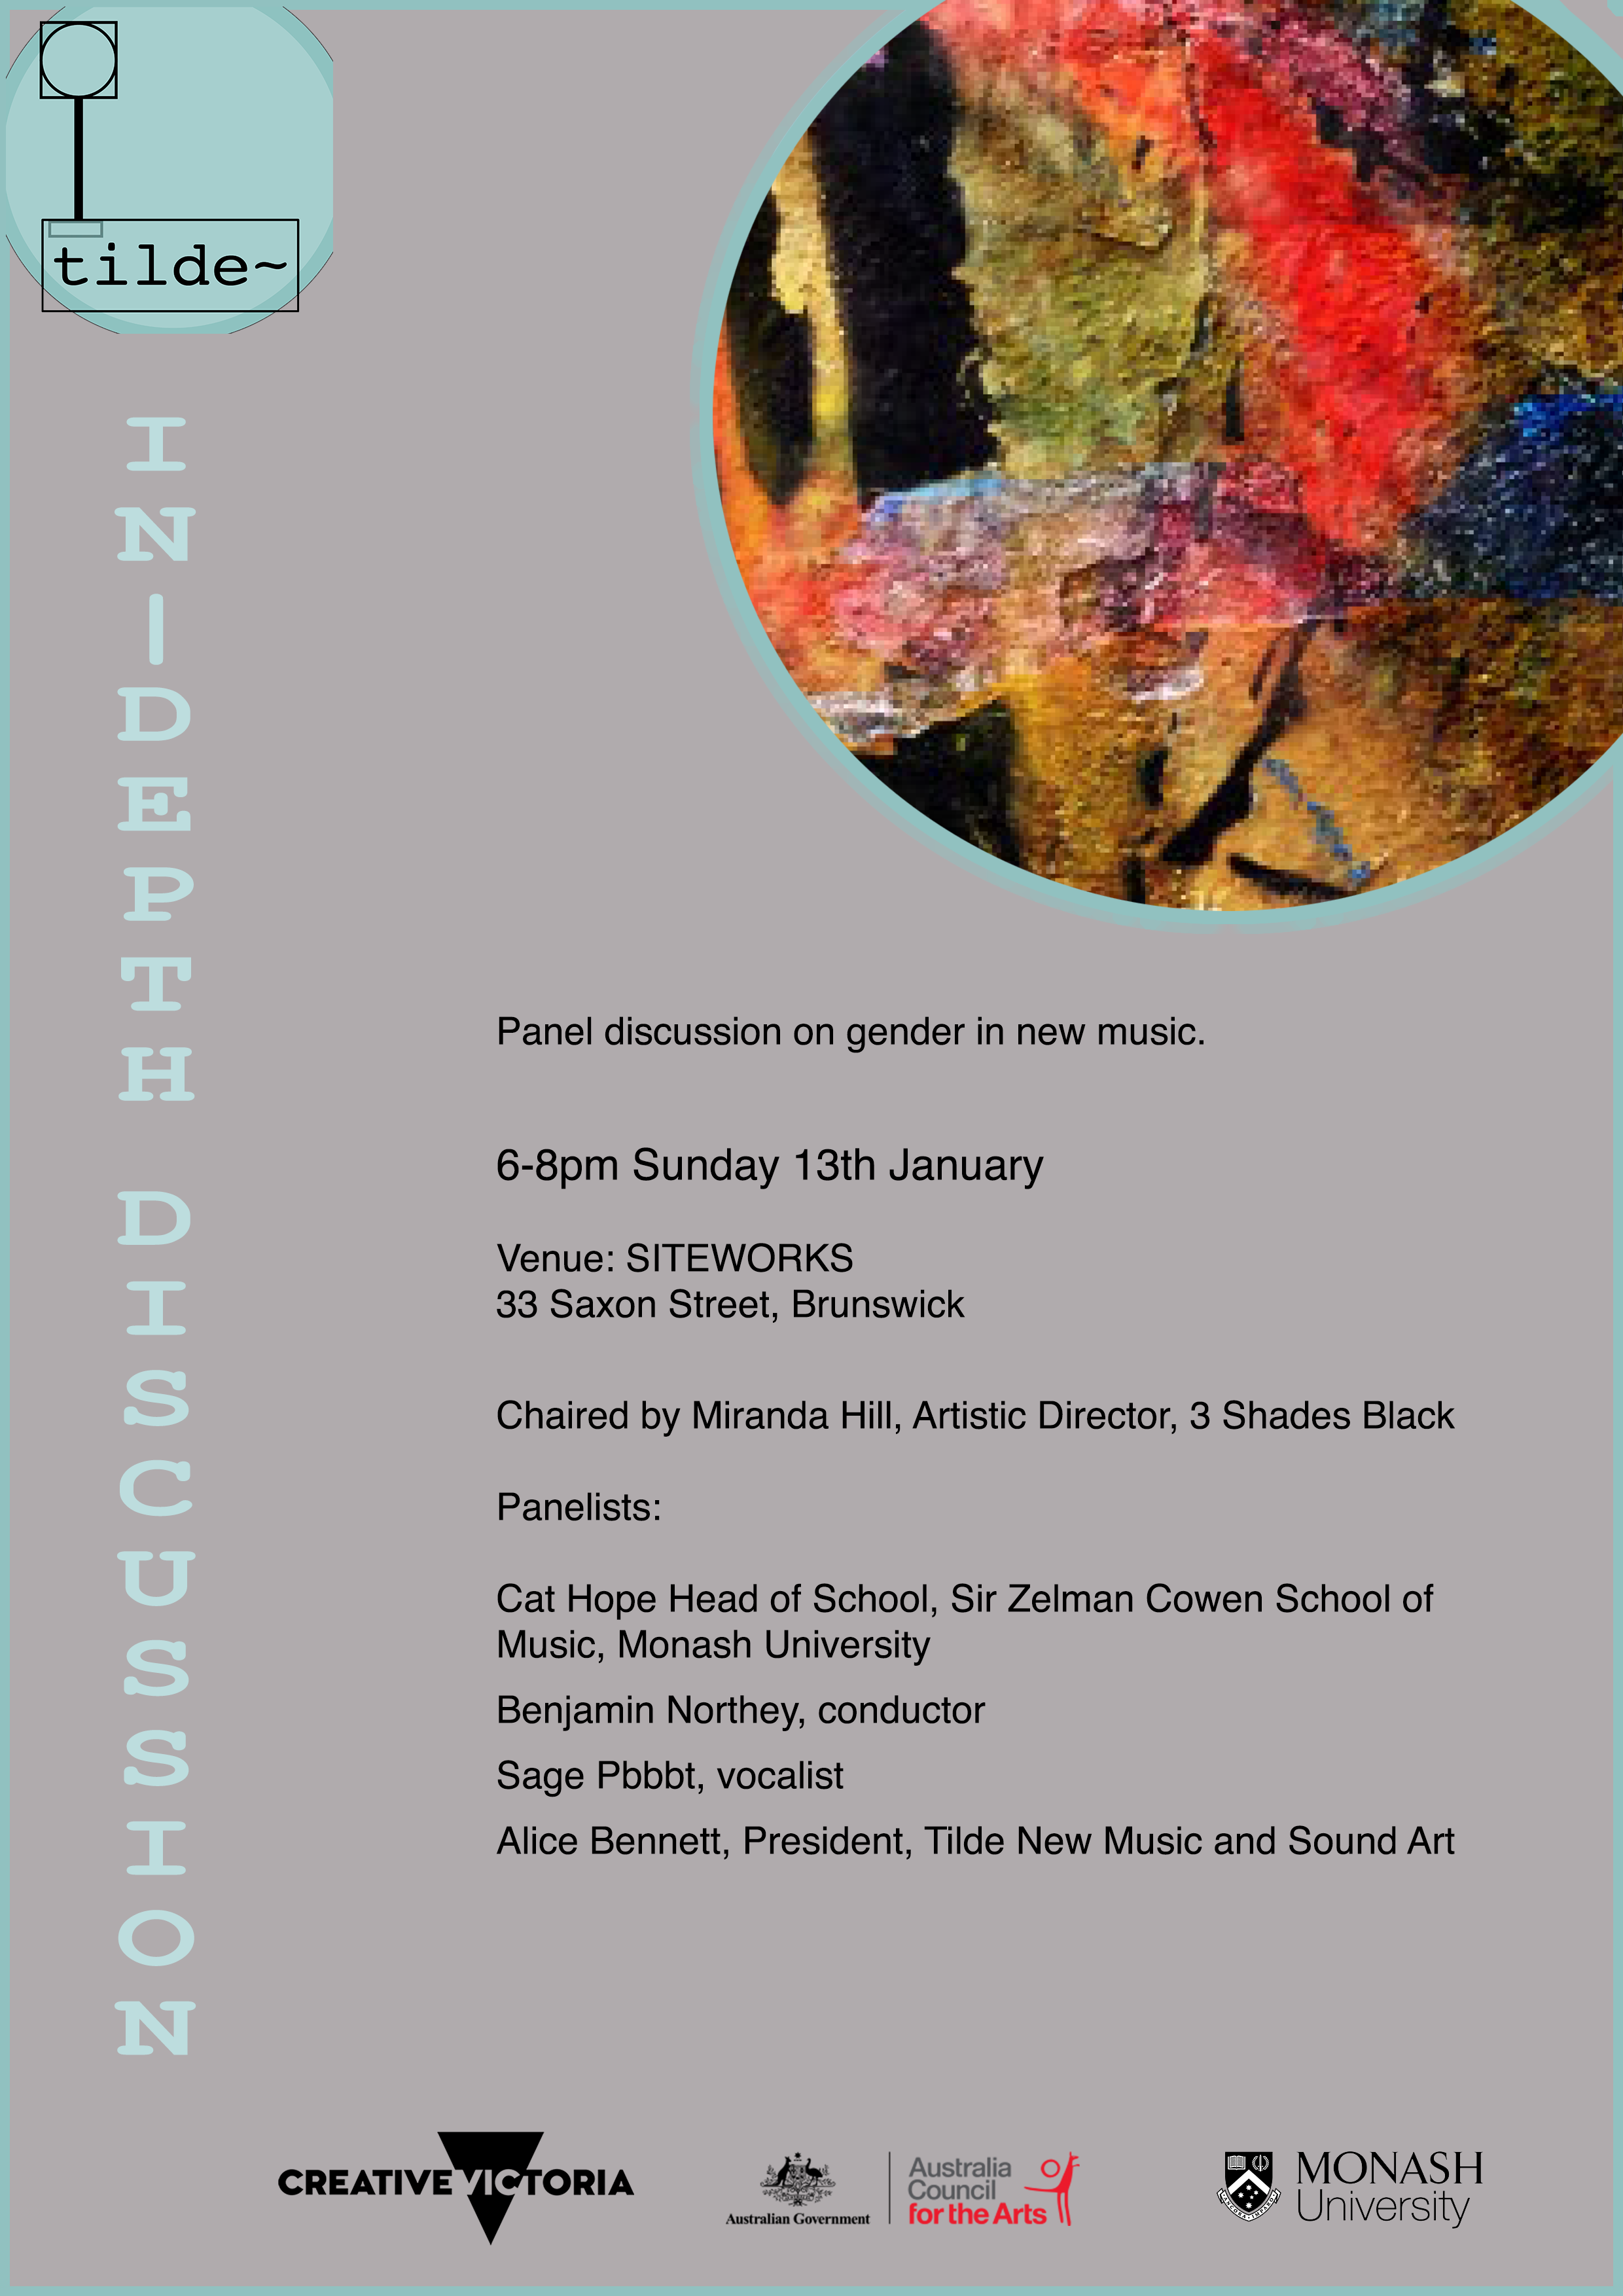 tilde~
IN-DEPTH DISCUSSION
Panel discussion on gender in new music.
6-8pm Sunday 13th January
Venue: SITEWORKS
33 Saxon Street, Brunswick
Chaired by Miranda Hill, Artistic Director, 3 Shades Black
Panelists:
Cat Hope Head of School, Sir Zelman Cowen School of
Music, Monash University
Benjamin Northey, conductor
Sage Pbbbt, vocalist
Alice Bennett, President, Tilde New Music and Sound Art
CREATIVE VICTORIA
Australian Government
Australia
Council
for the Arts
MONASH
University